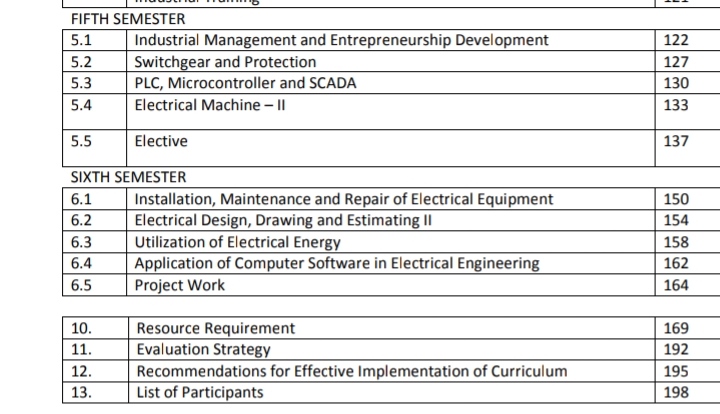 Industrial Training 121
FIFTH SEMESTER
5.1 Industrial Management and Entrepreneurship Development 122
5.2 Switchgear and Protection 127
5.3 PLC, Microcontroller and SCADA 130
5.4 Electrical Machine – II 133
5.5 Elective 137
SIXTH SEMESTER
6.1 Installation, Maintenance and Repair of Electrical Equipment 150
6.2 Electrical Design, Drawing and Estimating II 154
6.3 Utilization of Electrical Energy 158
6.4 Application of Computer Software in Electrical Engineering 162
6.5 Project Work 164
10. Resource Requirement 169
11. Evaluation Strategy 192
12. Recommendations for Effective Implementation of Curriculum 195
13. List of Participants 198